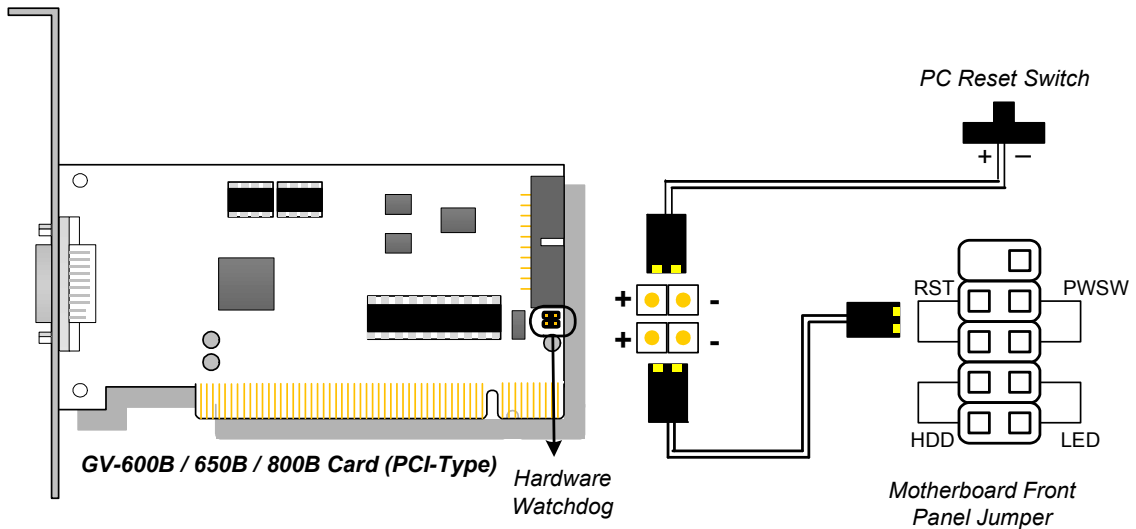 PC Reset Switch
+ −
RST PWSW
+ -
+ -
HDD LED
GV-600B / 650B / 800B Card (PCI-Type)
Hardware
Watchdog
Motherboard Front
Panel Jumper